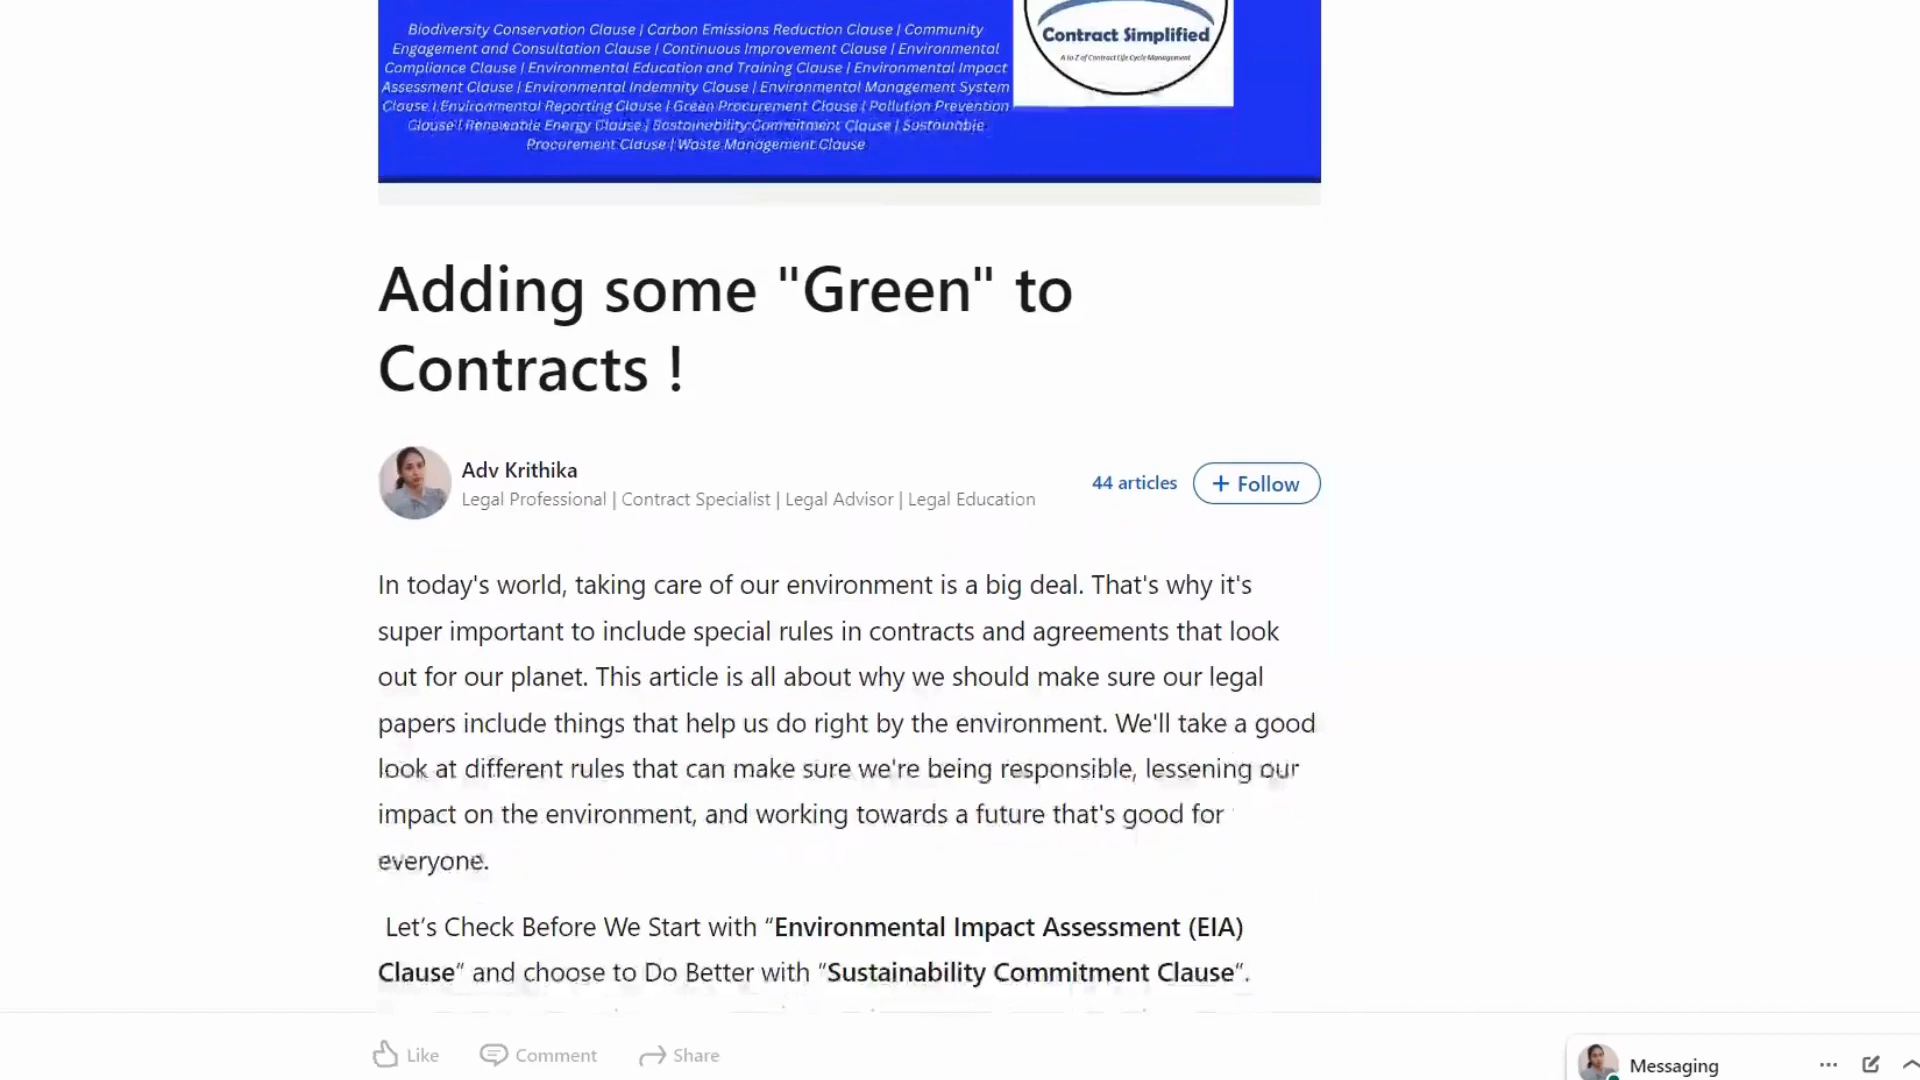 Biodiversity Conservation Clause | Carbon Emissions Reduction Clause | Community
Engagement and Consultation Clause | Continuous Improvement Clause | Environmental
Compliance Clause | Environmental Education and Training Clause | Environmental Impact
Assessment Clause | Environmental Indemnity Clause | Environmental Management System
Clause | Environmental Reporting Clause | Green Procurement Clause | Pollution Prevention
Clause | Renewable Energy Clause | Sustainability Commitment Clause | Sustainable
Procurement Clause | Waste Management Clause
Contract Simplified
A to Z of Contract Life Cycle Management
Adding some "Green" to
Contracts !
Adv Krithika
Legal Professional | Contract Specialist | Legal Advisor | Legal Education
44 articles
+ Follow
In today's world, taking care of our environment is a big deal. That's why it's
super important to include special rules in contracts and agreements that look
out for our planet. This article is all about why we should make sure our legal
papers include things that help us do right by the environment. We'll take a good
look at different rules that can make sure we're being responsible, lessening our
impact on the environment, and working towards a future that's good for
everyone.
Let’s Check Before We Start with “Environmental Impact Assessment (EIA)
Clause“ and choose to Do Better with “Sustainability Commitment Clause“.
Like Comment Share
Messaging